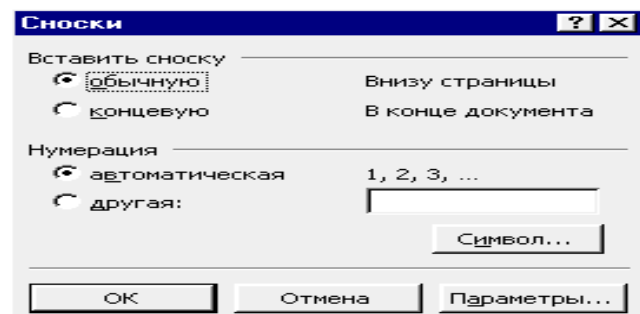 Сноски
Вставить сноску
обычную Внизу страницы
концевую В конце документа
Нумерация
автоматическая 1, 2, 3, ...
другая:
Символ...
ОК Отмена Параметры...